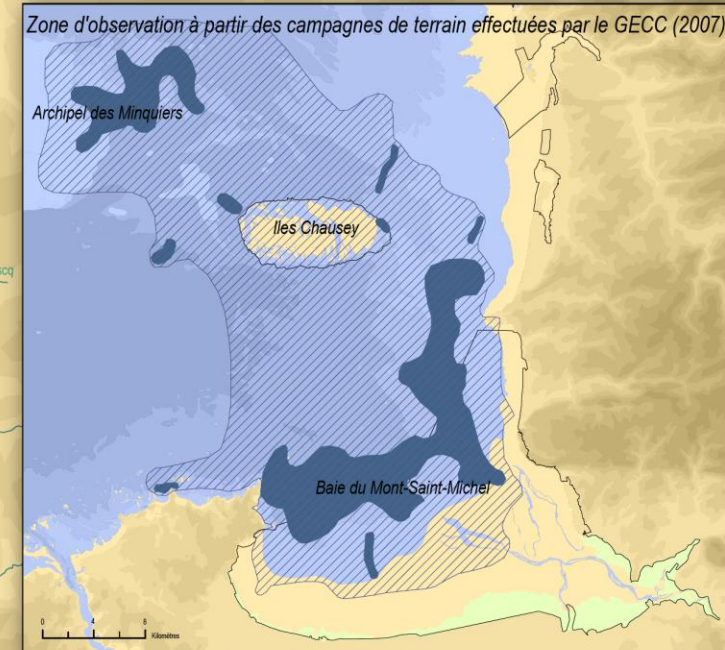 Zone d'observation à partir des campagnes de terrain effectuées par le GECC (2007)
Archipel des Minquiers
Iles Chausey
Baie du Mont-Saint-Michel
0 4 8
Kilomètres